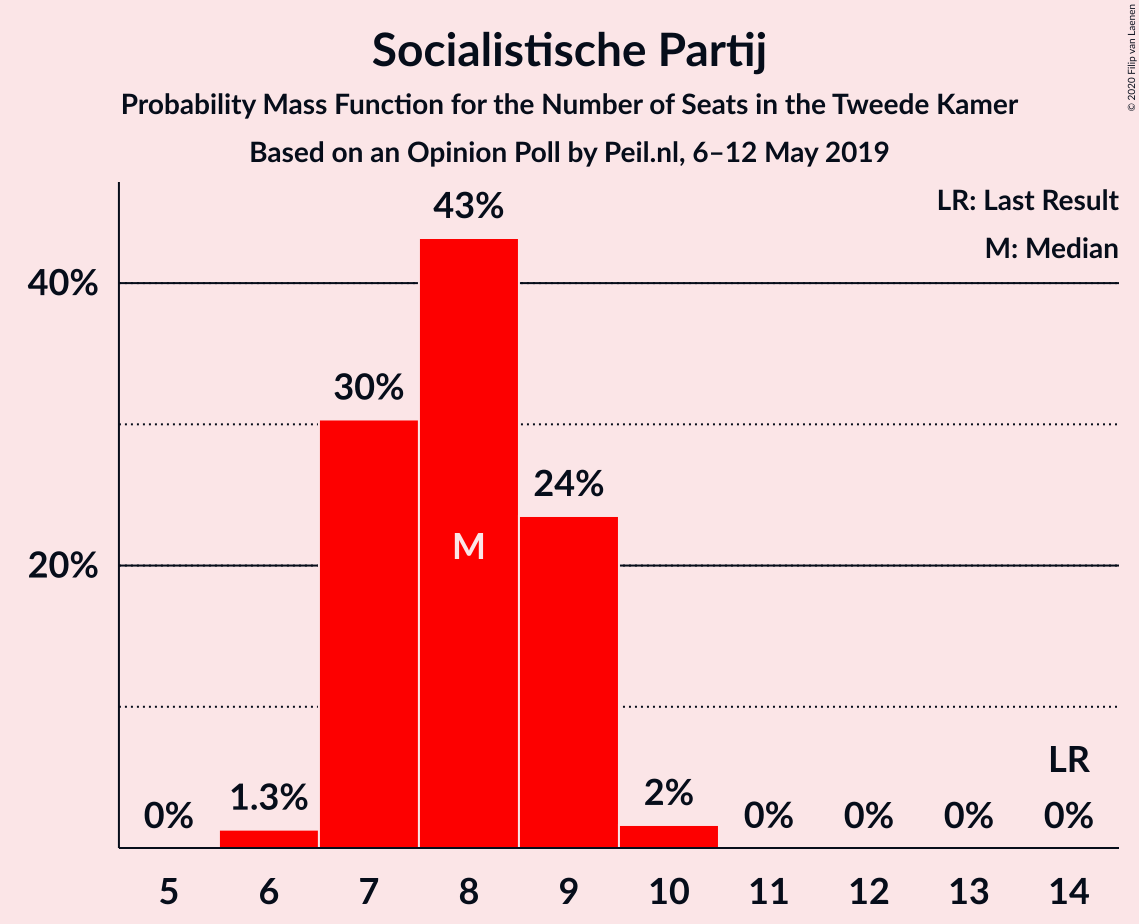 Socialistische Partij
Probability Mass Function for the Number of Seats in the Tweede Kamer
Based on an Opinion Poll by Peil.nl, 6–12 May 2019
© 2020 Filip van Laenen
LR: Last Result
M: Median
40%
20%
0%
1.3%
30%
43%
M
24%
2%
0%
0%
0%
LR
0%
5 6 7 8 9 10 11 12 13 14